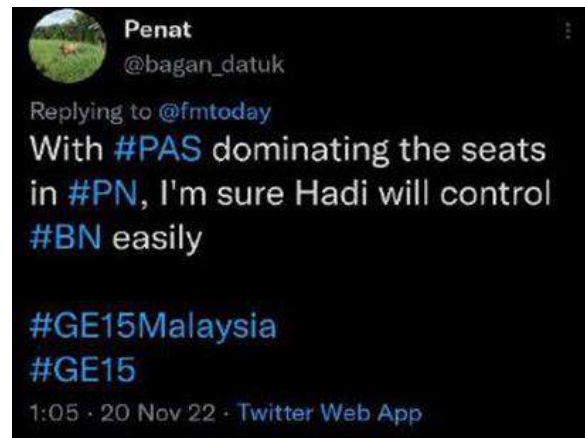 Penat
@bagan_datuk
Replying to @fmtoday
With #PAS dominating the seats
in #PN, I'm sure Hadi will control
#BN easily
#GE15Malaysia
#GE15
1:05 · 20 Nov 22 · Twitter Web App